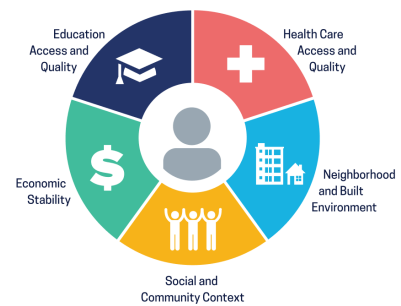 Education
Access and
Quality
Health Care
Access and
Quality
$
Economic
Stability
Neighborhood
and Built
Environment
Social and
Community Context